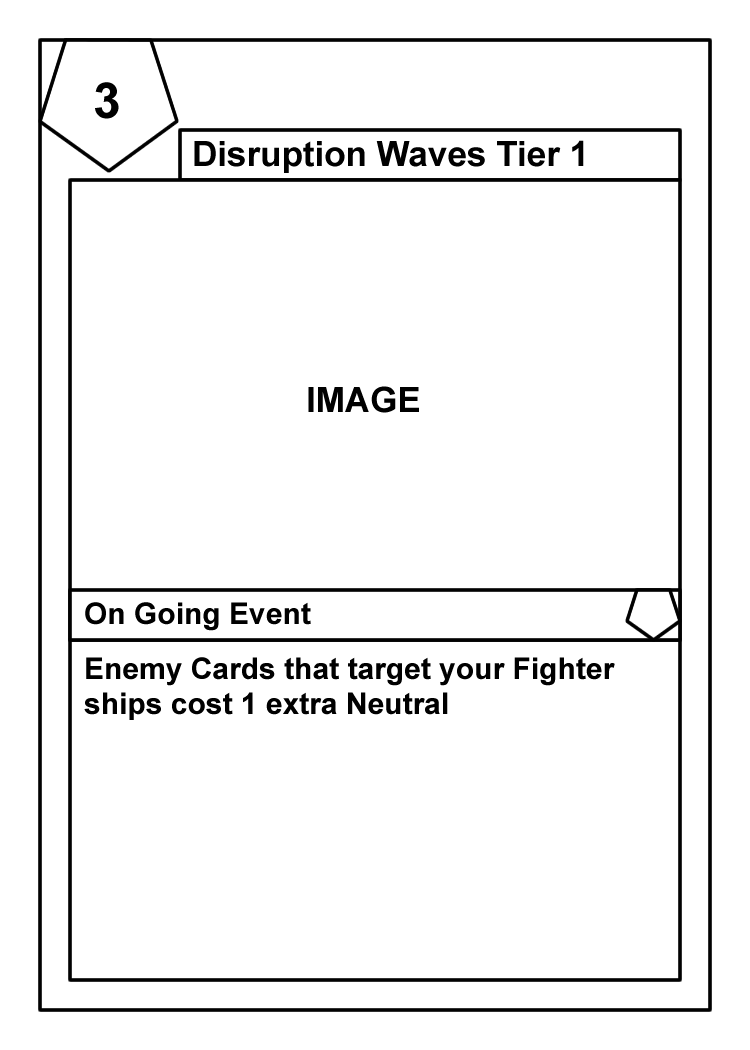 3
Disruption Waves Tier 1
IMAGE
On Going Event
Enemy Cards that target your Fighter
ships cost 1 extra Neutral